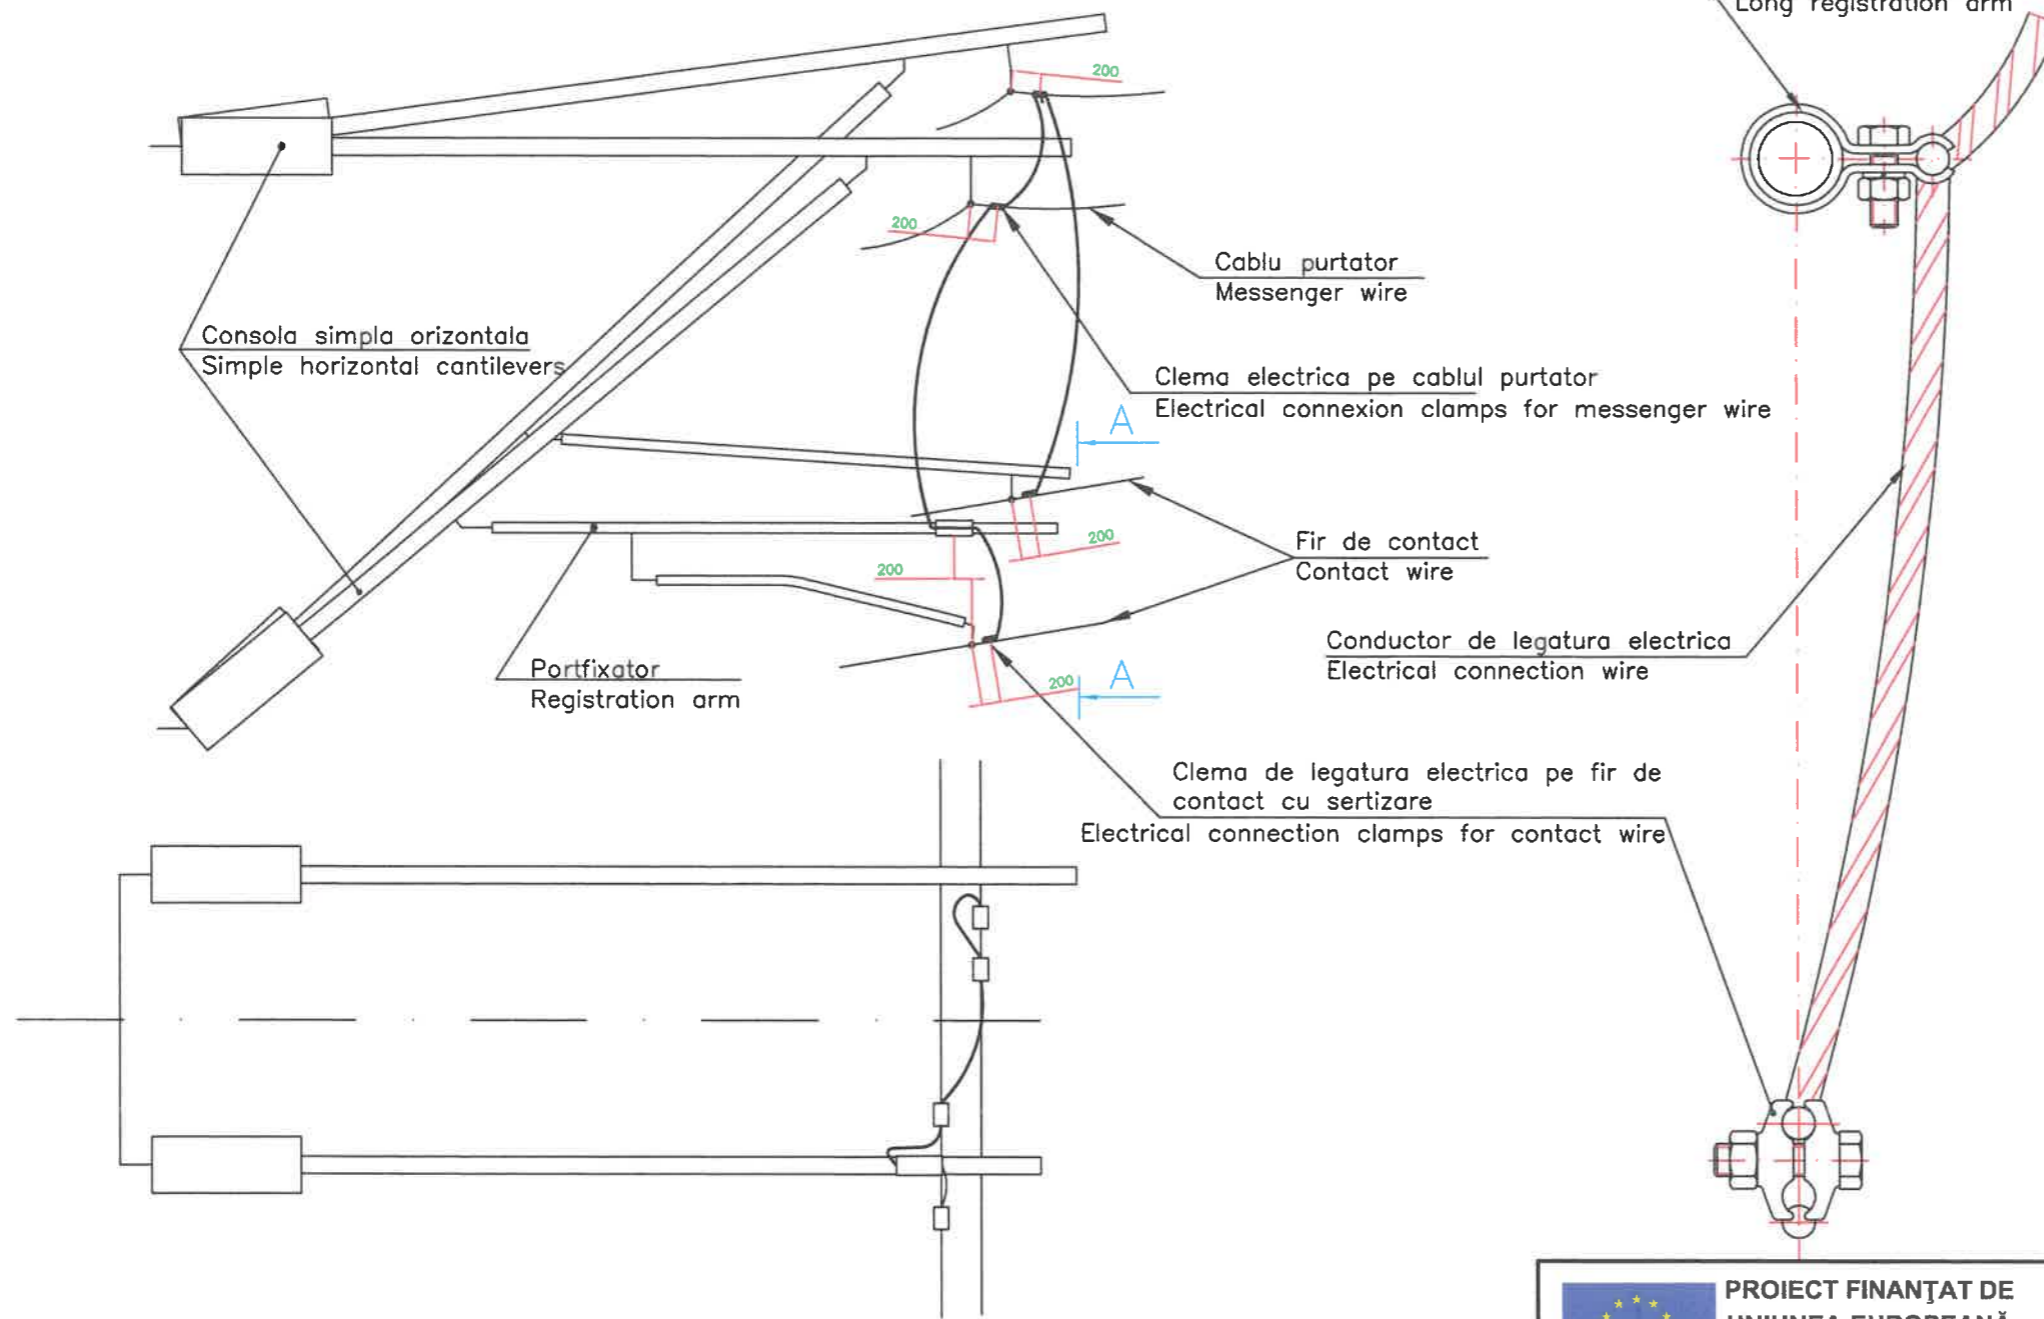 Long registration arm
200
200
Cablu purtator
Messenger wire
Consola simpla orizontala
Simple horizontal cantilevers
Clema electrica pe cablul purtator
Electrical connexion clamps for messenger wire
A
200
Fir de contact
Contact wire
200
Conductor de legatura electrica
Electrical connection wire
Portfixator
Registration arm
200
A
Clema de legatura electrica pe fir de
contact cu sertizare
Electrical connection clamps for contact wire
PROIECT FINANŢAT DE
UNIUNEA EUROPEANĂ